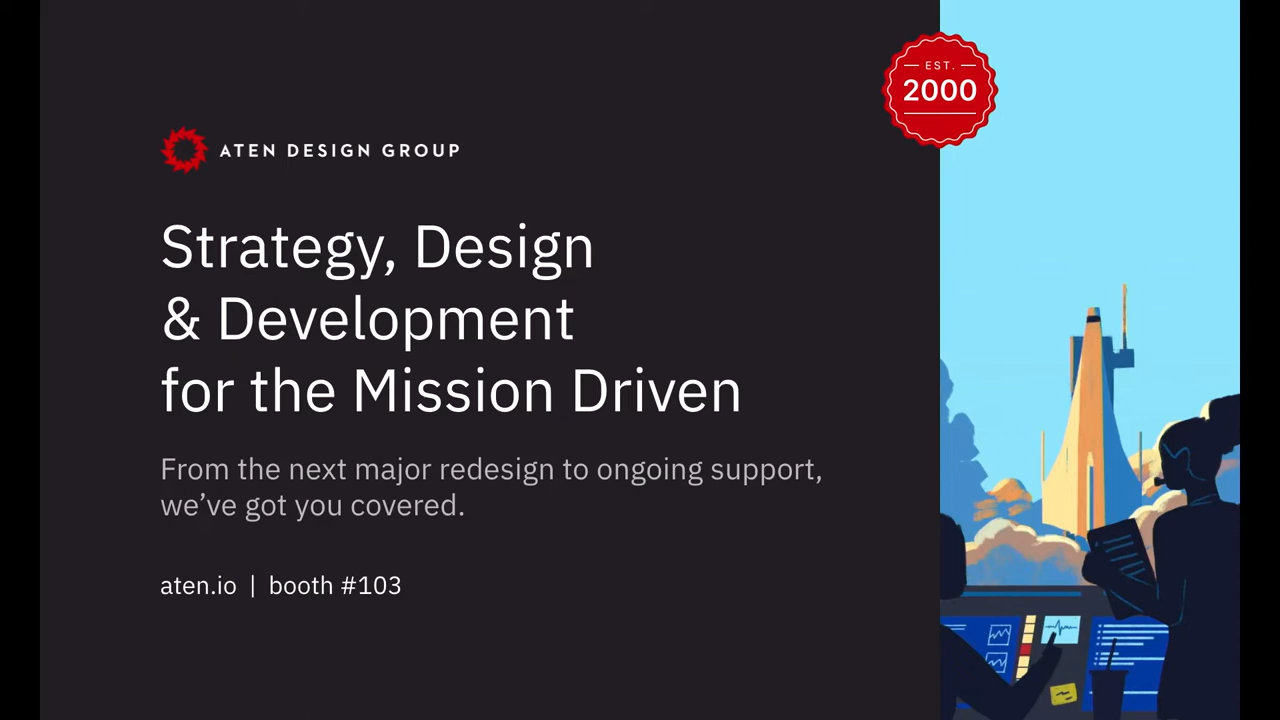 EST.
2000
ATEN DESIGN GROUP
Strategy, Design
& Development
for the Mission Driven
From the next major redesign to ongoing support,
we’ve got you covered.
aten.io | booth #103